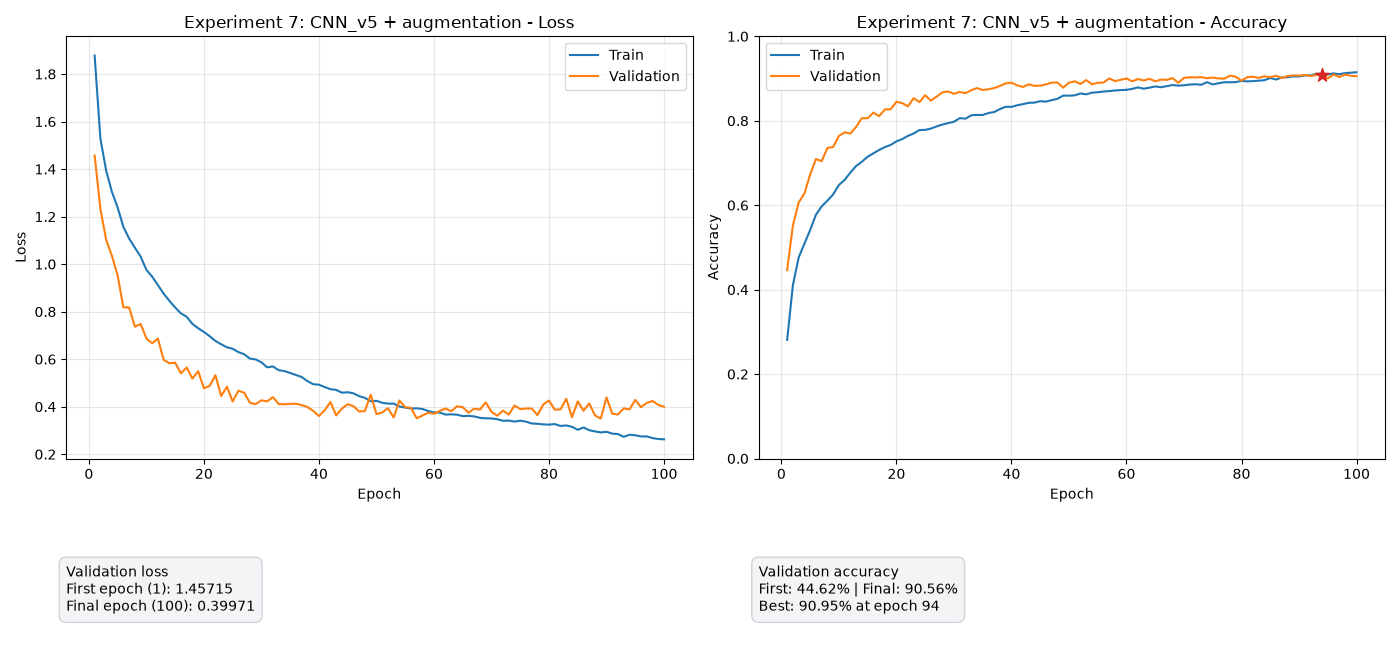 Experiment 7: CNN_v5 + augmentation - Loss
Train
Validation
Loss
1.8
1.6
1.4
1.2
1.0
0.8
0.6
0.4
0.2
0
20
40
60
80
100
Epoch
Validation loss
First epoch (1): 1.45715
Final epoch (100): 0.39971
Experiment 7: CNN_v5 + augmentation - Accuracy
Train
Validation
Accuracy
1.0
0.8
0.6
0.4
0.2
0.0
0
20
40
60
80
100
Epoch
Validation accuracy
First: 44.62% | Final: 90.56%
Best: 90.95% at epoch 94